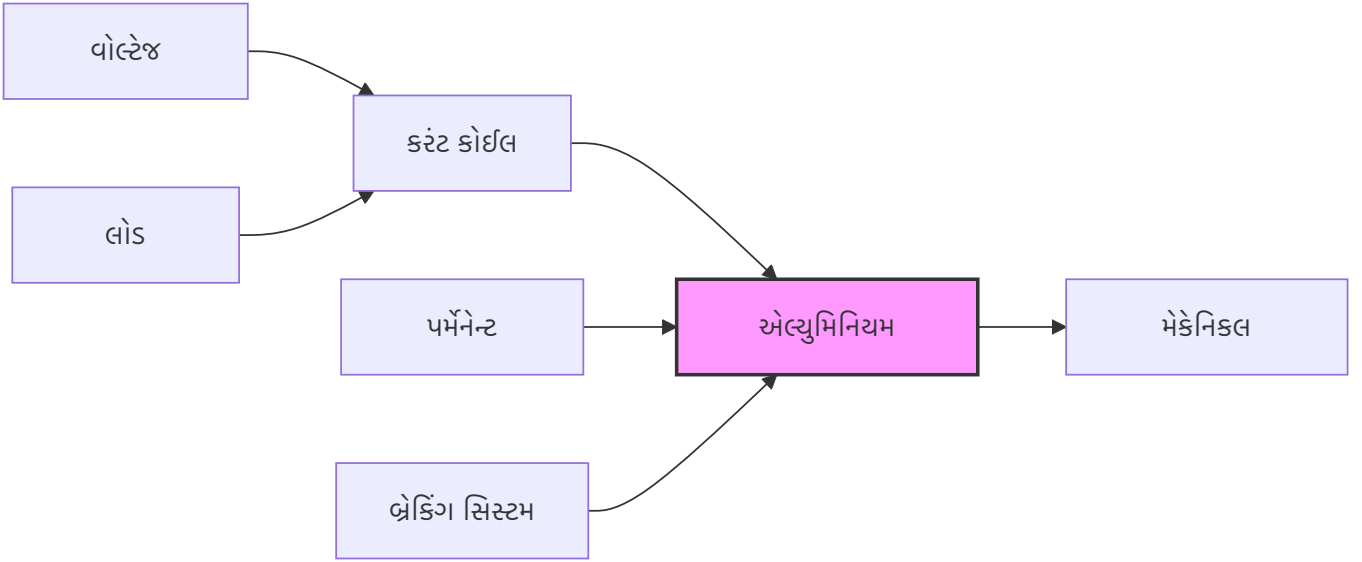 વોલ્ટેજ
કરંટ કોઈલ
લોડ
પર્મેનેન્ટ
એલ્યુમિનિયમ
મેકેનિકલ
બ્રેકિંગ સિસ્ટમ